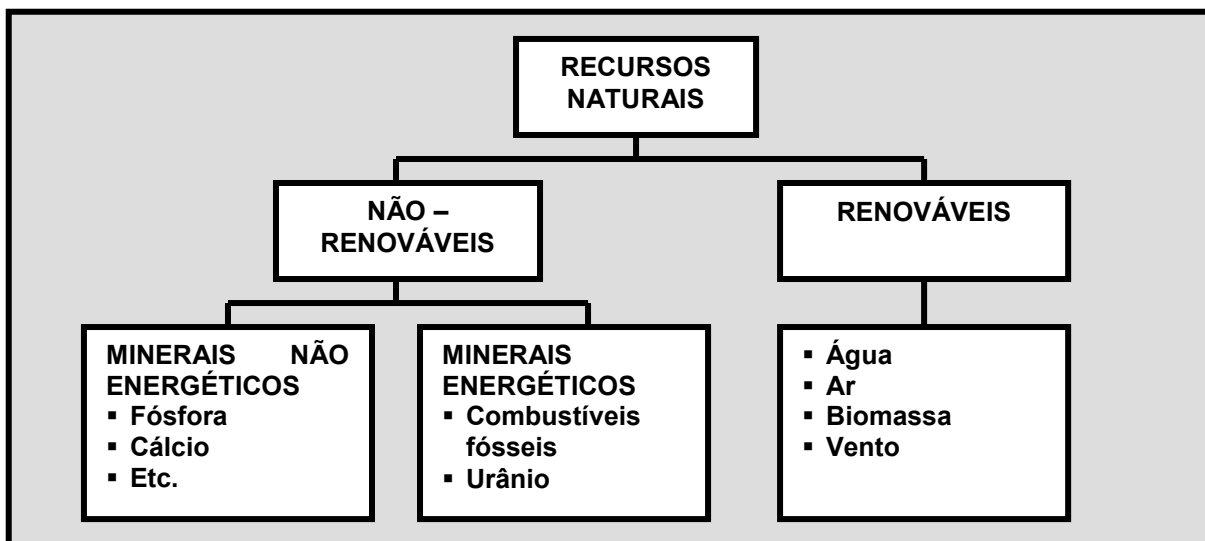 RECURSOS
NATURAIS
NÃO –
RENOVÁVEIS
RENOVÁVEIS
MINERAIS NÃO
ENERGÉTICOS
▪ Fósfora
▪ Cálcio
▪ Etc.
MINERAIS
ENERGÉTICOS
▪ Combustíveis
fósseis
▪ Urânio
▪ Água
▪ Ar
▪ Biomassa
▪ Vento